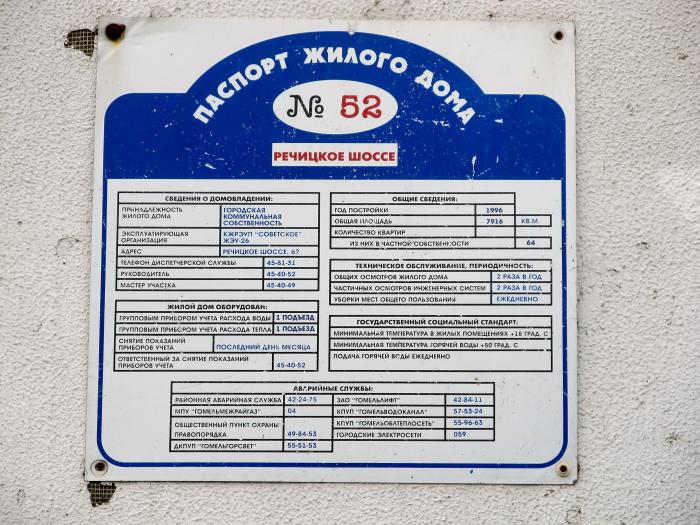 ПАСПОРТ ЖИЛОГО ДОМА
№ 52
РЕЧИЦКОЕ ШОССЕ
СВЕДЕНИЯ О ДОМОВЛАДЕНИИ:
ПРИНАДЛЕЖНОСТЬ ЖИЛОГО ДОМА ГОРОДСКАЯ КОММУНАЛЬНАЯ СОБСТВЕННОСТЬ
ЭКСПЛУАТИРУЮЩАЯ ОРГАНИЗАЦИЯ КЖРЭУП "СОВЕТСКОЕ" ЖЭУ-26
АДРЕС РЕЧИЦКОЕ ШОССЕ,
ТЕЛЕФОН ДИСПЕТЧЕРСКОЙ СЛУЖБЫ 45-81-31
РУКОВОДИТЕЛЬ 45-40-52
МАСТЕР УЧАСТКА 45-40-49
ЖИЛОЙ ДОМ ОБОРУДОВАН:
ГРУППОВЫМ ПРИБОРОМ УЧЕТА РАСХОДА ВОДЫ 1 ПОДЪЕЗД
ГРУППОВЫМ ПРИБОРОМ УЧЕТА РАСХОДА ТЕПЛА 1 ПОДЪЕЗД
СНЯТИЕ ПОКАЗАНИЙ ПРИБОРОВ УЧЕТА ПОСЛЕДНИЙ ДЕНЬ МЕСЯЦА
ОТВЕТСТВЕННЫЙ ЗА СНЯТИЕ ПОКАЗАНИЙ ПРИБОРОВ УЧЕТА 45-40-52
ОБЩИЕ СВЕДЕНИЯ:
ГОД ПОСТРОЙКИ 1996
ОБЩАЯ ПЛОЩАДЬ 7916 КВ.М.
КОЛИЧЕСТВО КВАРТИР
ИЗ НИХ В ЧАСТНОЙ СОБСТВЕННОСТИ 64
ТЕХНИЧЕСКОЕ ОБСЛУЖИВАНИЕ, ПЕРИОДИЧНОСТЬ:
ОБЩИХ ОСМОТРОВ ЖИЛОГО ДОМА 2 РАЗА В ГОД
ЧАСТИЧНЫХ ОСМОТРОВ ИНЖЕНЕРНЫХ СИСТЕМ 2 РАЗА В ГОД
УБОРКИ МЕСТ ОБЩЕГО ПОЛЬЗОВАНИЯ ЕЖЕДНЕВНО
ГОСУДАРСТВЕННЫЙ СОЦИАЛЬНЫЙ СТАНДАРТ:
МИНИМАЛЬНАЯ ТЕМПЕРАТУРА В ЖИЛЫХ ПОМЕЩЕНИЯХ +18 ГРАД. С
МИНИМАЛЬНАЯ ТЕМПЕРАТУРА ГОРЯЧЕЙ ВОДЫ +50 ГРАД. С
ПОДАЧА ГОРЯЧЕЙ ВОДЫ ЕЖЕДНЕВНО
АВАРИЙНЫЕ СЛУЖБЫ:
РАЙОННАЯ АВАРИЙНАЯ СЛУЖБА 42-24-75
МПУ "ГОМЕЛЬМЕЖРАЙГАЗ" 04
ОБЩЕСТВЕННЫЙ ПУНКТ ОХРАНЫ ПРАВОПОРЯДКА 49-84-53
ДКПУП "ГОМЕЛЬГОРСВЕТ" 55-51-53
ЗАО "ГОМЕЛЬЛИФТ" 42-84-11
КПУП "ГОМЕЛЬВОДОКАНАЛ" 57-53-24
КПУП "ГОМЕЛЬОБЛТЕПЛОСЕТЬ" 55-96-63
ГОРОДСКИЕ ЭЛЕКТРОСЕТИ 059